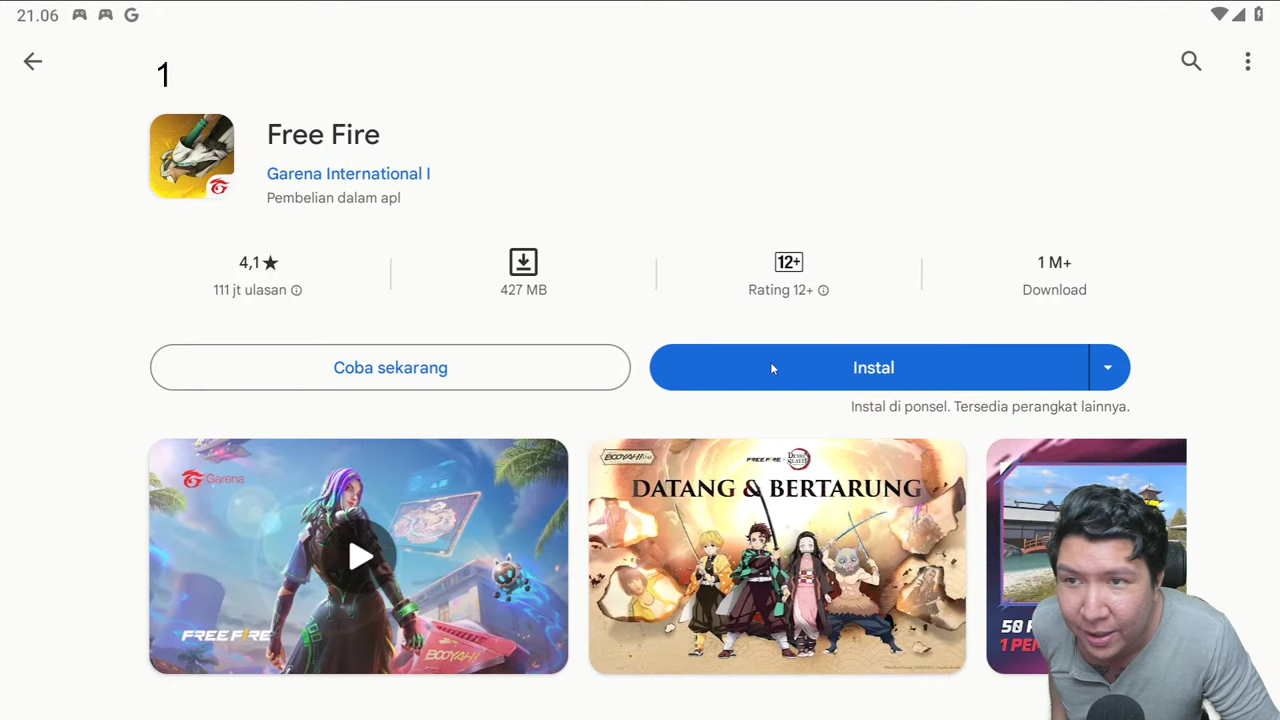 21.06
1
Free Fire
Garena International I
Pembelian dalam apl
4,1★
111 jt ulasan
427 MB
12+
Rating 12+
1 M+
Download
Coba sekarang
Instal
Instal di ponsel. Tersedia perangkat lainnya.
Garena
FREE FIRE
BOOYAH!
BOOYAH!
FREE FIRE
DATANG & BERTARUNG
50
1 PE